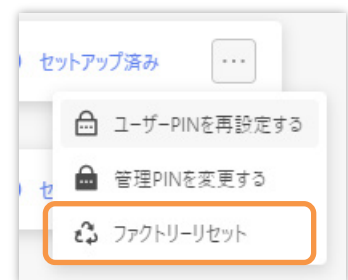 セットアップ済み
...
ユーザーPINを再設定する
管理PINを変更する
セ
ファクトリーリセット